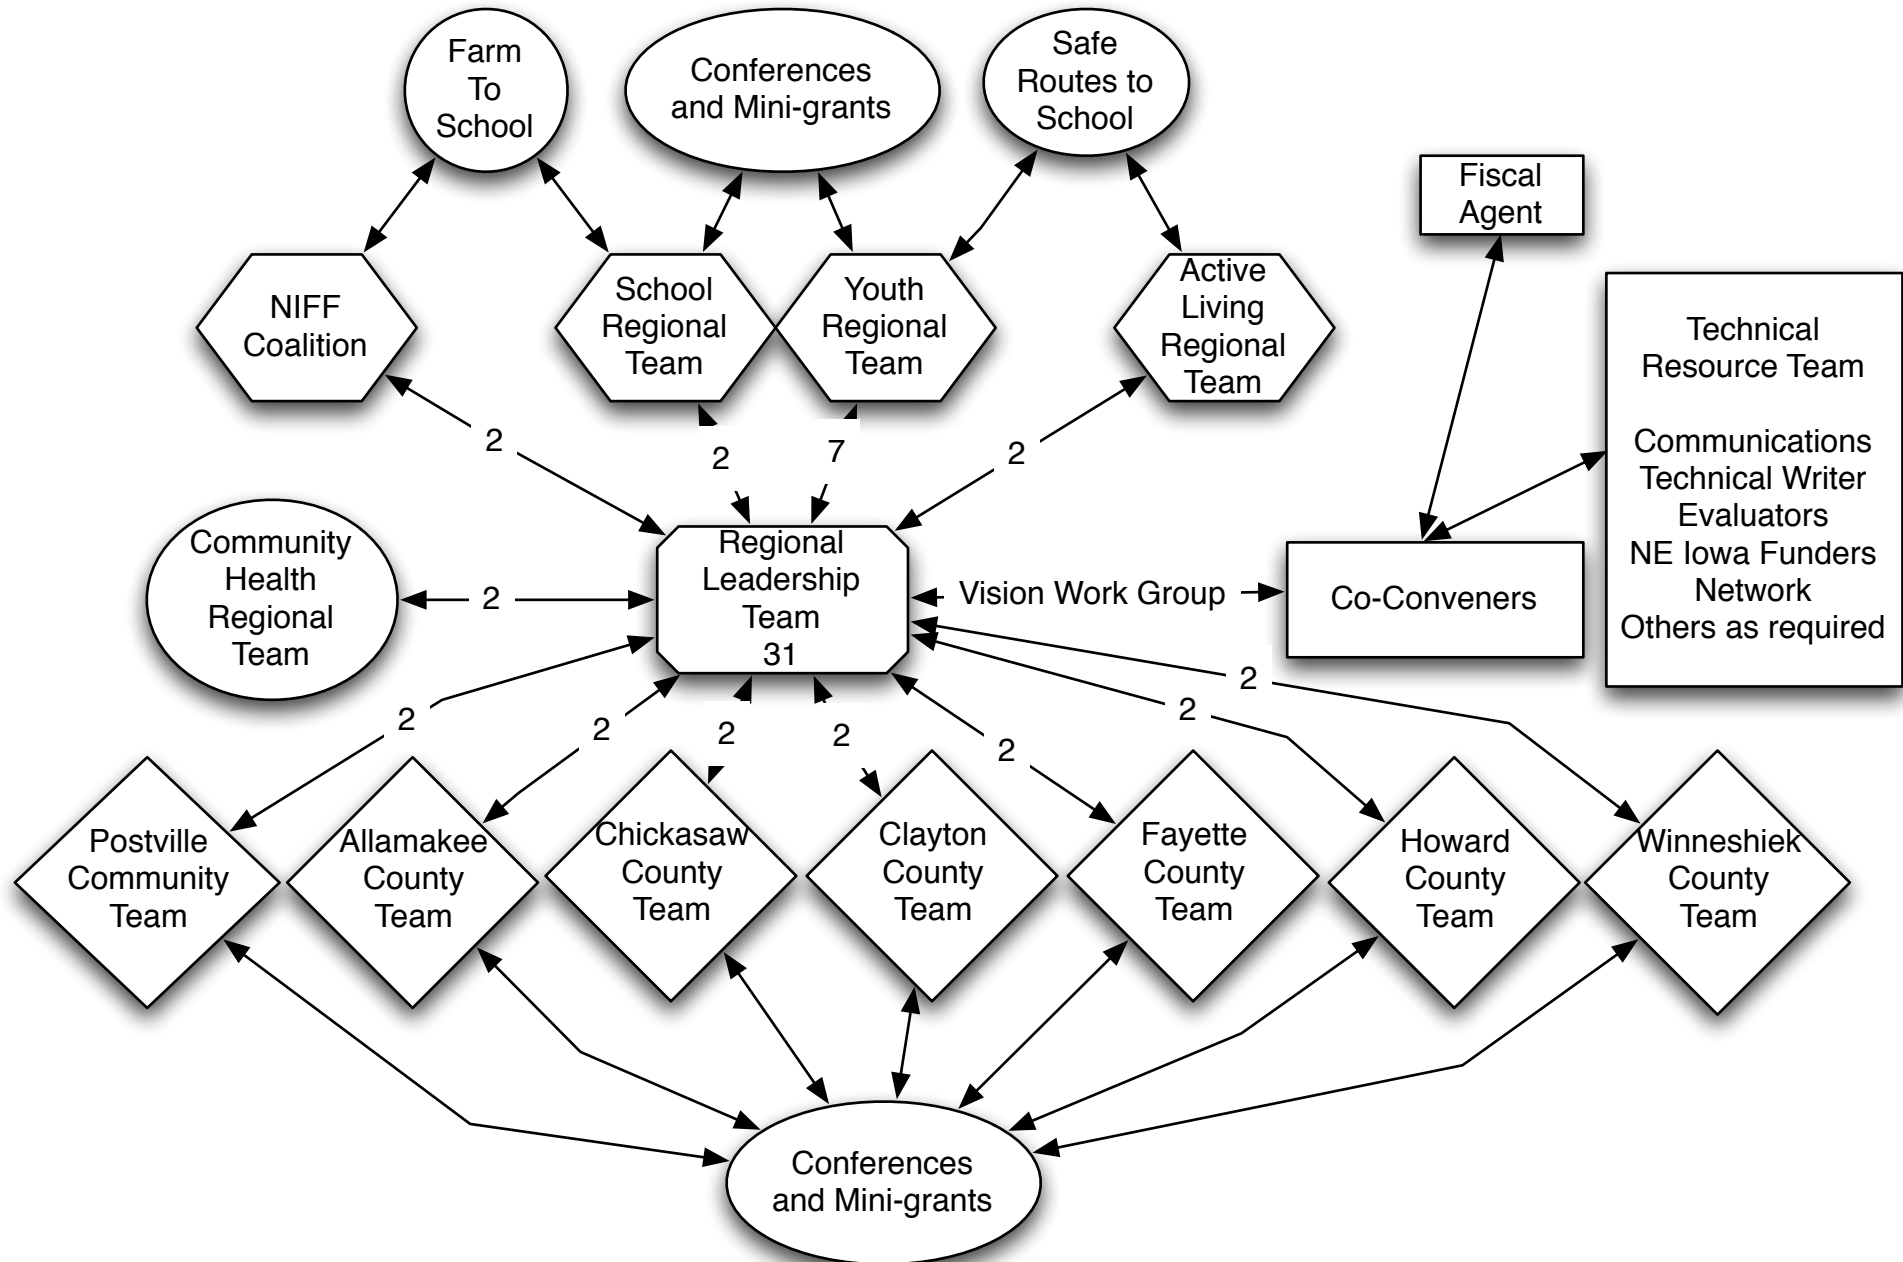 Farm
To
School
Conferences
and Mini-grants
Safe
Routes to
School
Fiscal
Agent
NIFF
Coalition
School
Regional
Team
Youth
Regional
Team
Active
Living
Regional
Team
Technical
Resource Team
Communications
Technical Writer
Evaluators
NE Iowa Funders
Network
Others as required
2
2
7
2
Community
Health
Regional
Team
2
Regional
Leadership
Team
31
Vision Work Group
Co-Conveners
2
2
2
2
2
2
2
Postville
Community
Team
Allamakee
County
Team
Chickasaw
County
Team
Clayton
County
Team
Fayette
County
Team
Howard
County
Team
Winneshiek
County
Team
Conferences
and Mini-grants